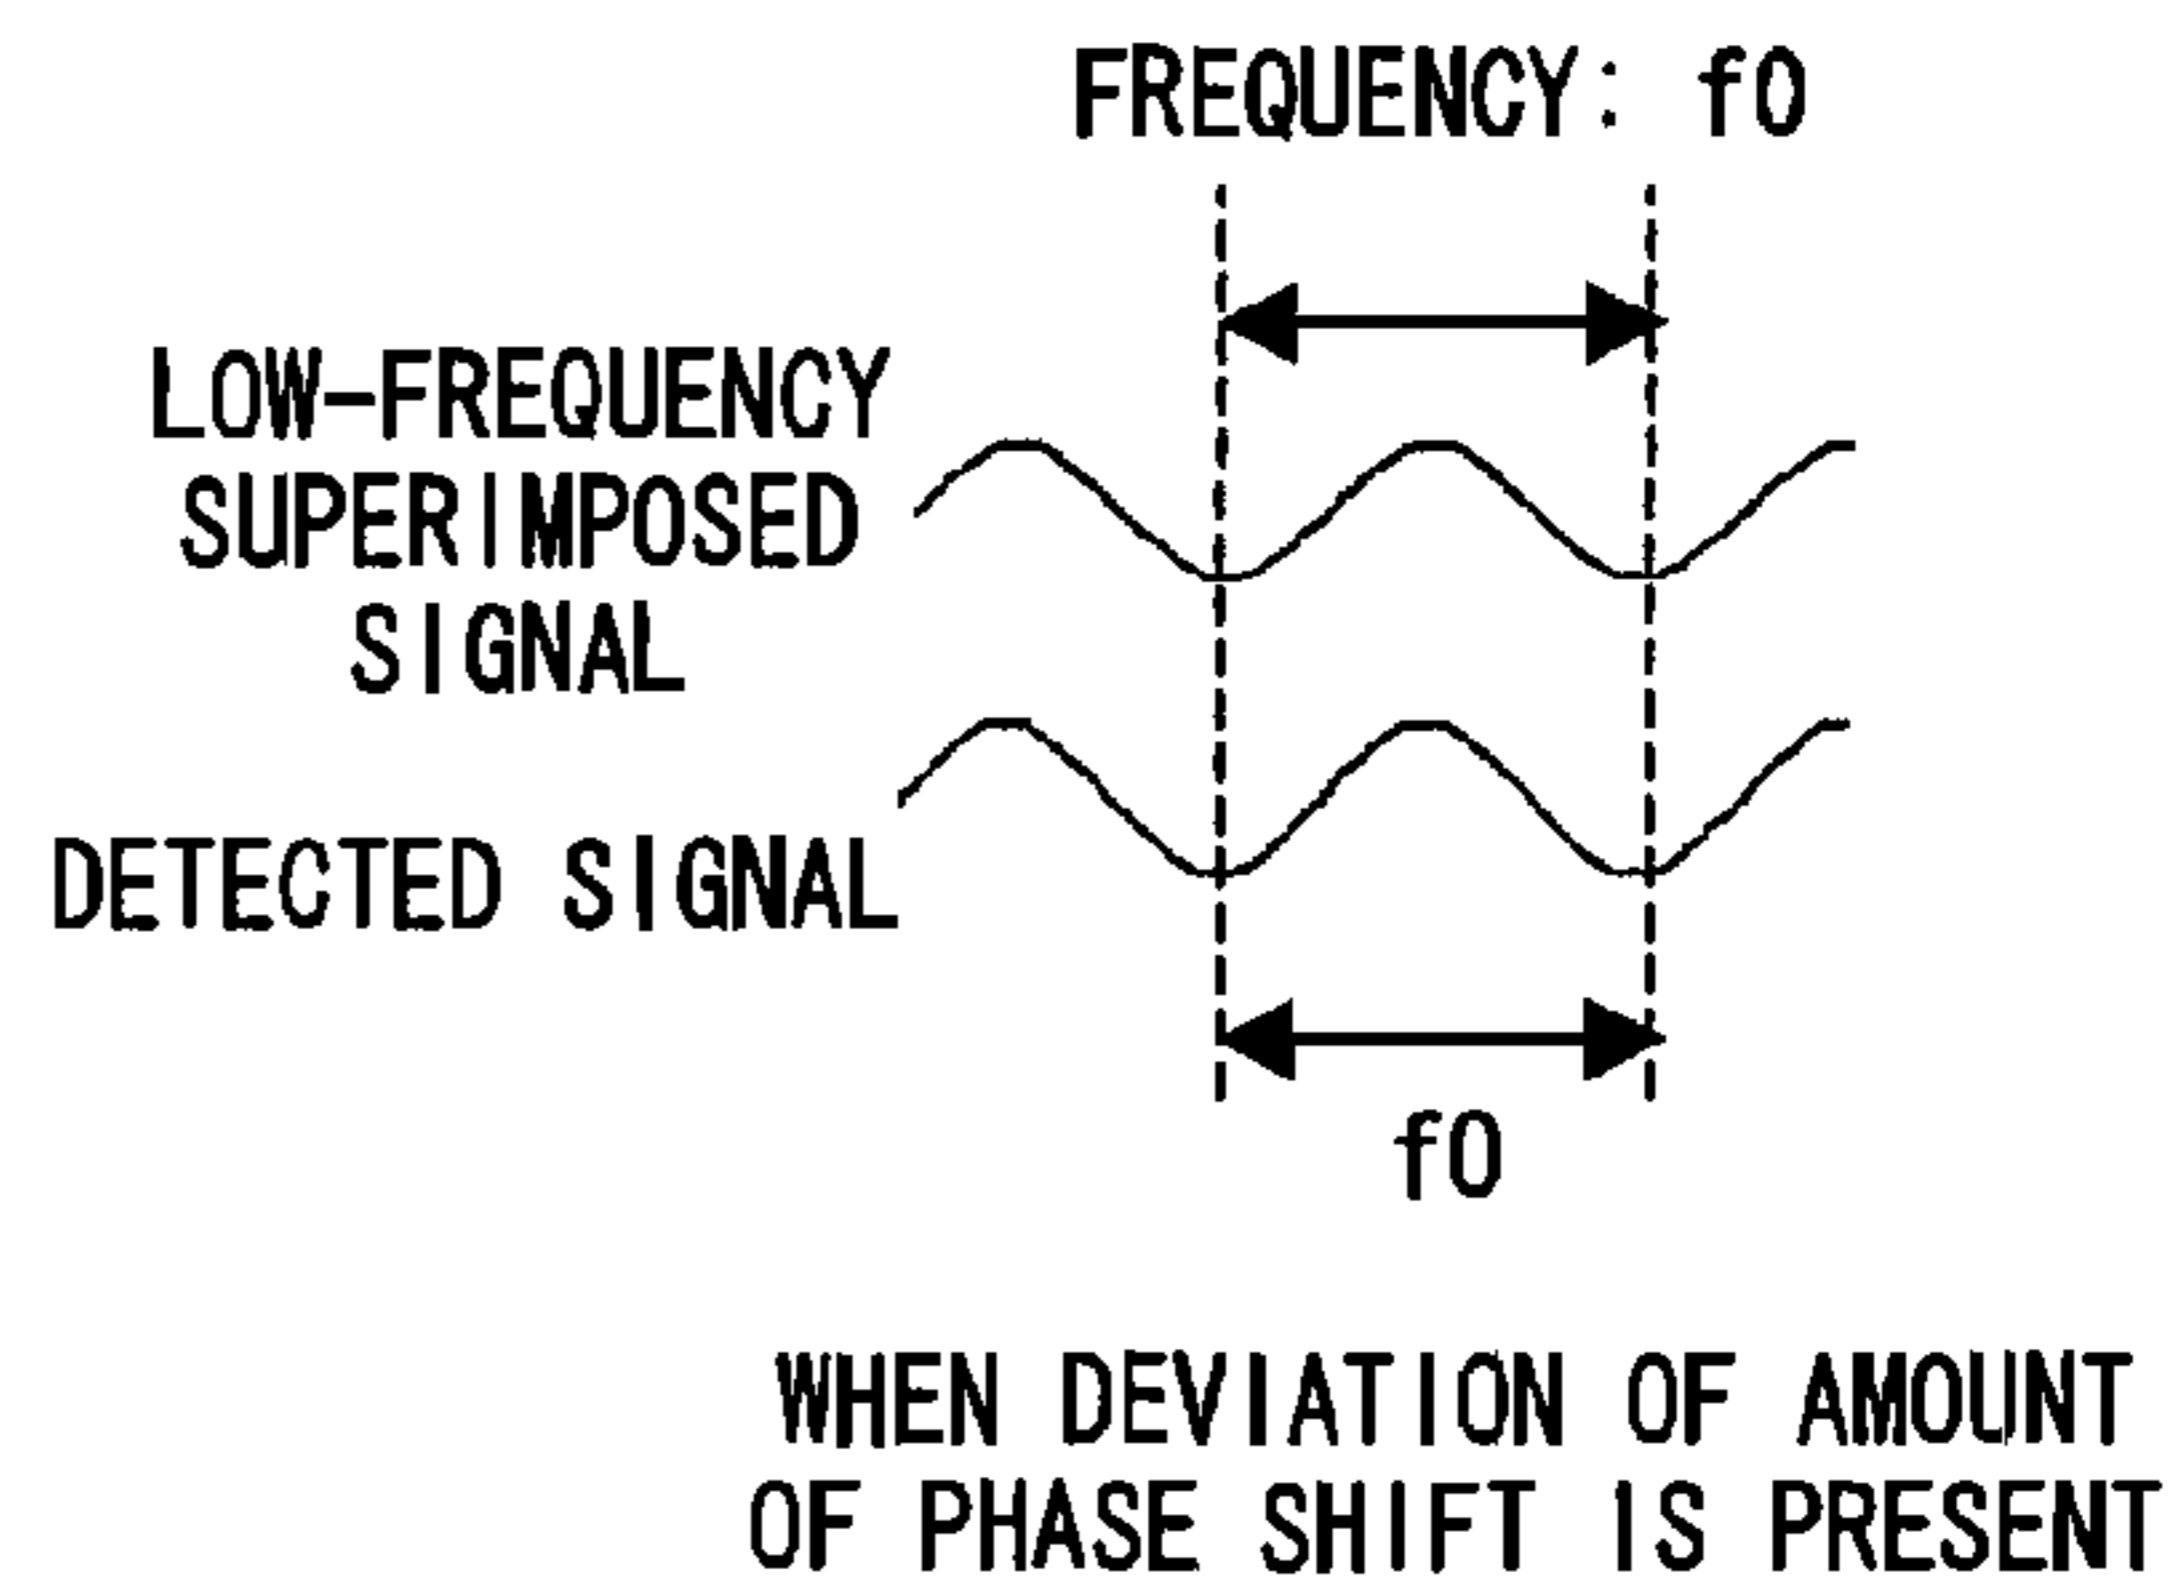 FREQUENCY: f0
LOW-FREQUENCY
SUPERIMPOSED
SIGNAL
DETECTED SIGNAL
f0
WHEN DEVIATION OF AMOUNT
OF PHASE SHIFT IS PRESENT